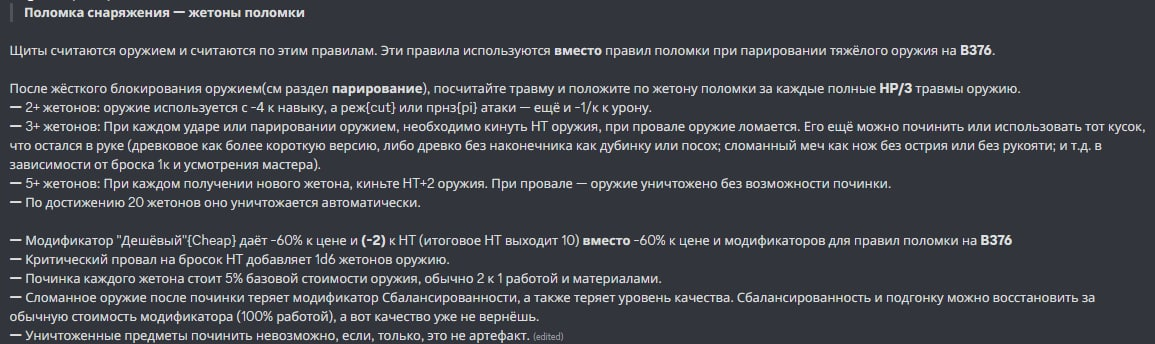 Поломка снаряжения — жетоны поломки
Щиты считаются оружием и считаются по этим правилам. Эти правила используются вместо правил поломки при парировании тяжёлого оружия на B376.
После жёсткого блокирования оружием(см раздел парирование), посчитайте травму и положите по жетону поломки за каждые полные HP/3 травмы оружию.
— 2+ жетонов: оружие используется с -4 к навыку, а реж{cut} или прнз{pi} атаки — ещё и -1/к к урону.
— 3+ жетонов: При каждом ударе или парировании оружием, необходимо кинуть HT оружия, при провале оружие ломается. Его ещё можно починить или использовать тот кусок,
что остался в руке (древковое как более короткую версию, либо древко без наконечника как дубинку или посох; сломанный меч как нож без острия или без рукояти; и т.д. в
зависимости от броска 1к и усмотрения мастера).
— 5+ жетонов: При каждом получении нового жетона, киньте HT+2 оружия. При провале — оружие уничтожено без возможности починки.
— По достижению 20 жетонов оно уничтожается автоматически.
— Модификатор "Дешёвый"{Cheap} даёт -60% к цене и (-2) к HT (итоговое HT выходит 10) вместо -60% к цене и модификаторов для правил поломки на B376
— Критический провал на бросок HT добавляет 1d6 жетонов оружию.
— Починка каждого жетона стоит 5% базовой стоимости оружия, обычно 2 к 1 работой и материалами.
— Сломанное оружие после починки теряет модификатор Сбалансированности, а также теряет уровень качества. Сбалансированность и подгонку можно восстановить за
обычную стоимость модификатора (100% работой), а вот качество уже не вернёшь.
— Уничтоженные предметы починить невозможно, если, только, это не артефакт. (edited)